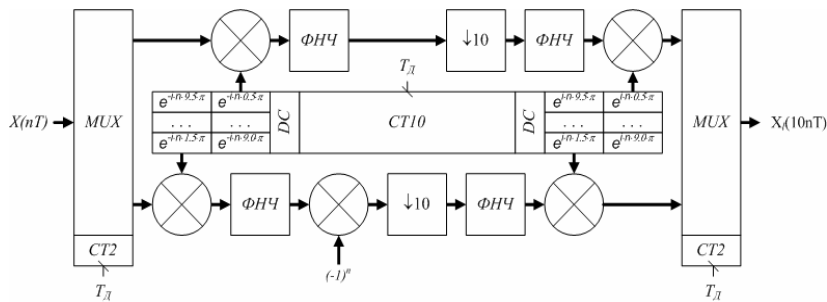 ФНЧ ↓10 ФНЧ
T_Д
X(nT) MUX MUX X_i(10nT)
e^{-i·n·9.5·π} e^{-i·n·0.5·π} DC CT10 DC e^{i·n·9.5·π} e^{i·n·0.5·π}
... ... ... ...
e^{-i·n·1.5·π} e^{-i·n·9.0·π} e^{i·n·1.5·π} e^{i·n·9.0·π}
ФНЧ ↓10 ФНЧ
CT2 CT2
(-1)^n
T_Д T_Д